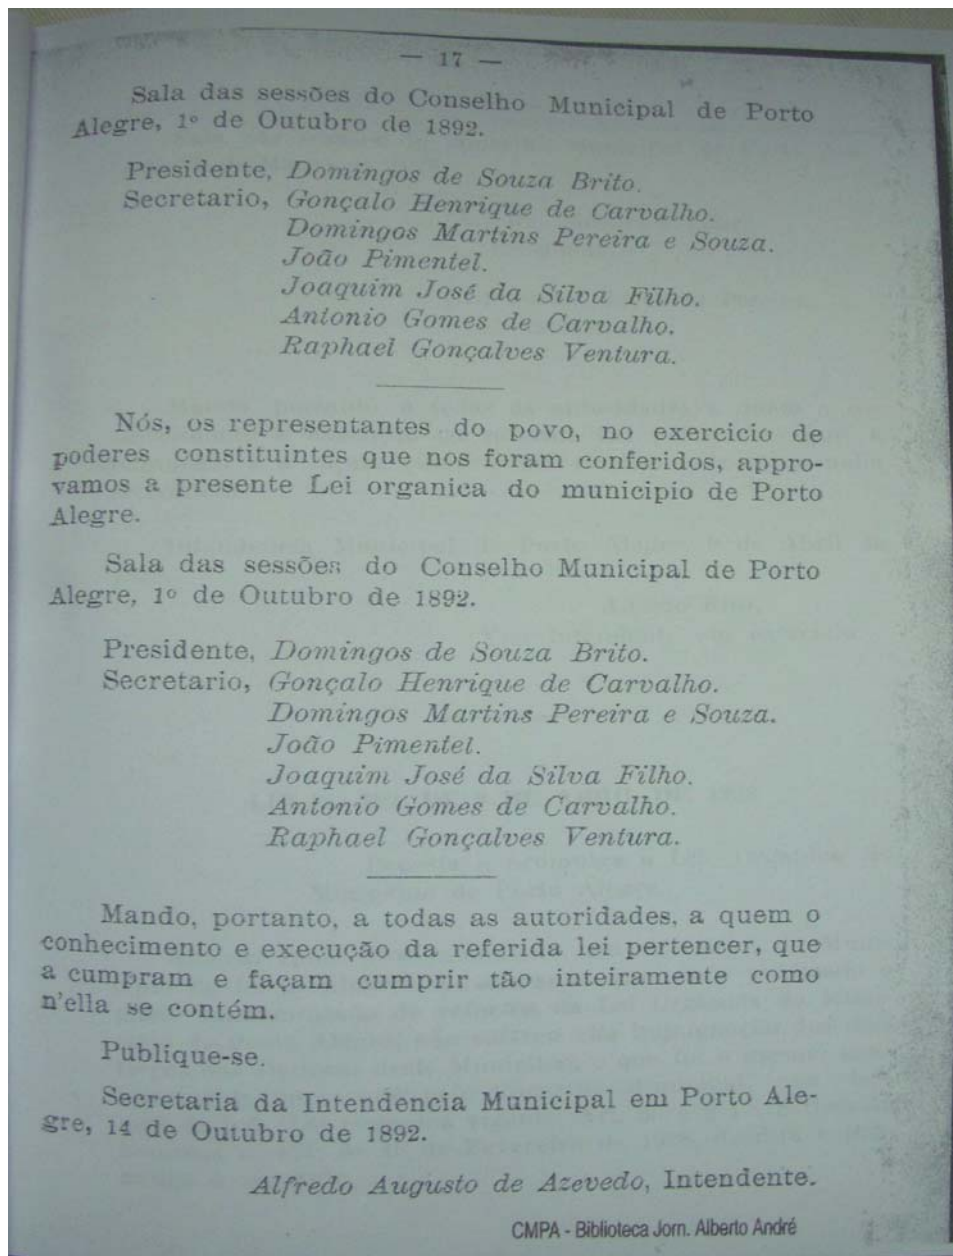 — 17 —
Sala das sessões do Conselho Municipal de Porto
Alegre, 1º de Outubro de 1892.
Presidente, Domingos de Souza Brito.
Secretario, Gonçalo Henrique de Carvalho.
Domingos Martins Pereira e Souza.
João Pimentel.
Joaquim José da Silva Filho.
Antonio Gomes de Carvalho.
Raphael Gonçalves Ventura.
Nós, os representantes do povo, no exercicio de
poderes constituintes que nos foram conferidos, appro-
vamos a presente Lei organica do municipio de Porto
Alegre.
Sala das sessões do Conselho Municipal de Porto
Alegre, 1º de Outubro de 1892.
Presidente, Domingos de Souza Brito.
Secretario, Gonçalo Henrique de Carvalho.
Domingos Martins Pereira e Souza.
João Pimentel.
Joaquim José da Silva Filho.
Antonio Gomes de Carvalho.
Raphael Gonçalves Ventura.
Mando, portanto, a todas as autoridades, a quem o
conhecimento e execução da referida lei pertencer, que
a cumpram e façam cumprir tão inteiramente como
n'ella se contém.
Publique-se.
Secretaria da Intendencia Municipal em Porto Ale-
gre, 14 de Outubro de 1892.
Alfredo Augusto de Azevedo, Intendente.
CMPA - Biblioteca Jorn. Alberto André